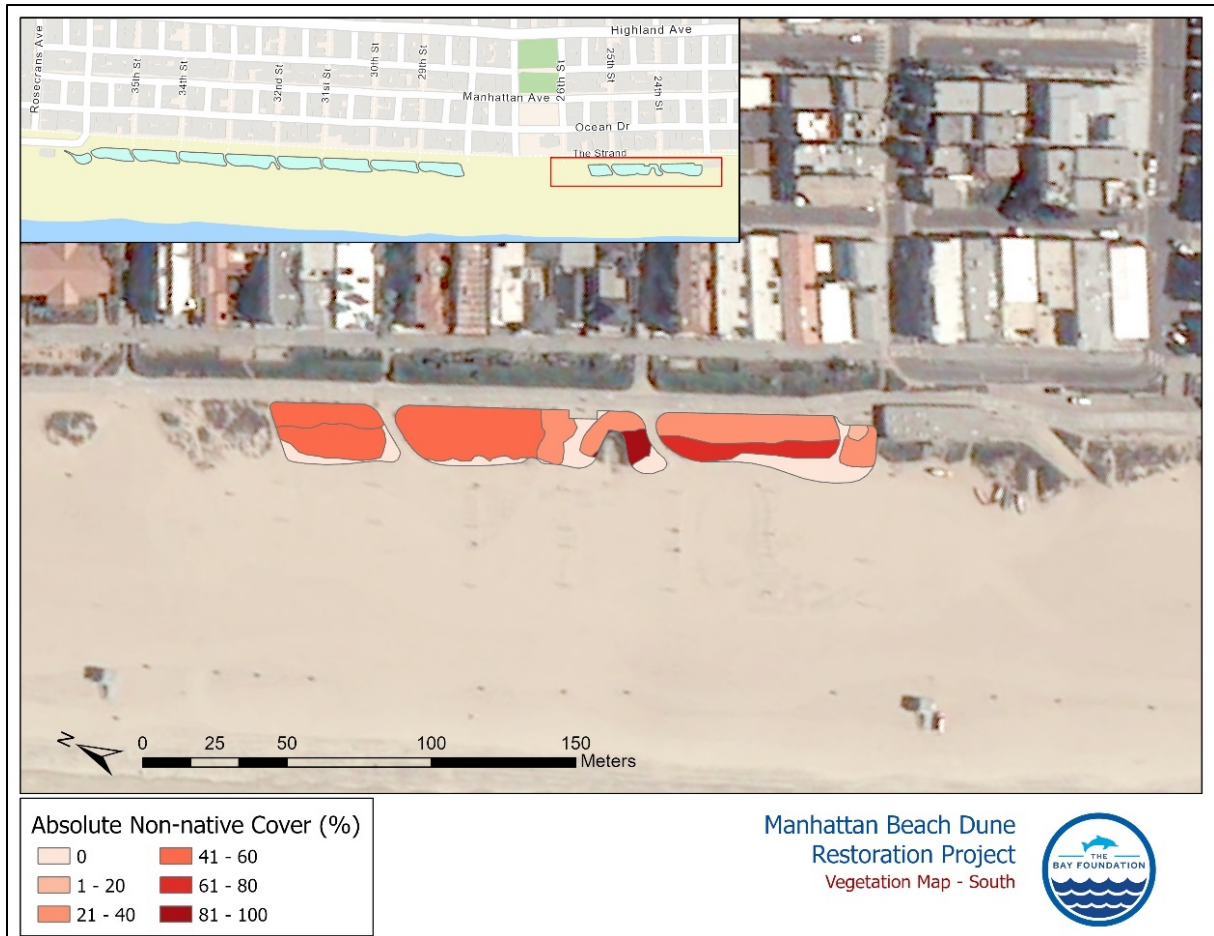 Highland Ave
Rosecrans Ave
35th St
34th St
32nd St
31st St
30th St
29th St
26th St
25th St
24th St
Manhattan Ave
Ocean Dr
The Strand
N
0 25 50 100 150
Meters
Absolute Non-native Cover (%)
0
1 - 20
21 - 40
41 - 60
61 - 80
81 - 100
Manhattan Beach Dune
Restoration Project
Vegetation Map - South
THE
BAY FOUNDATION